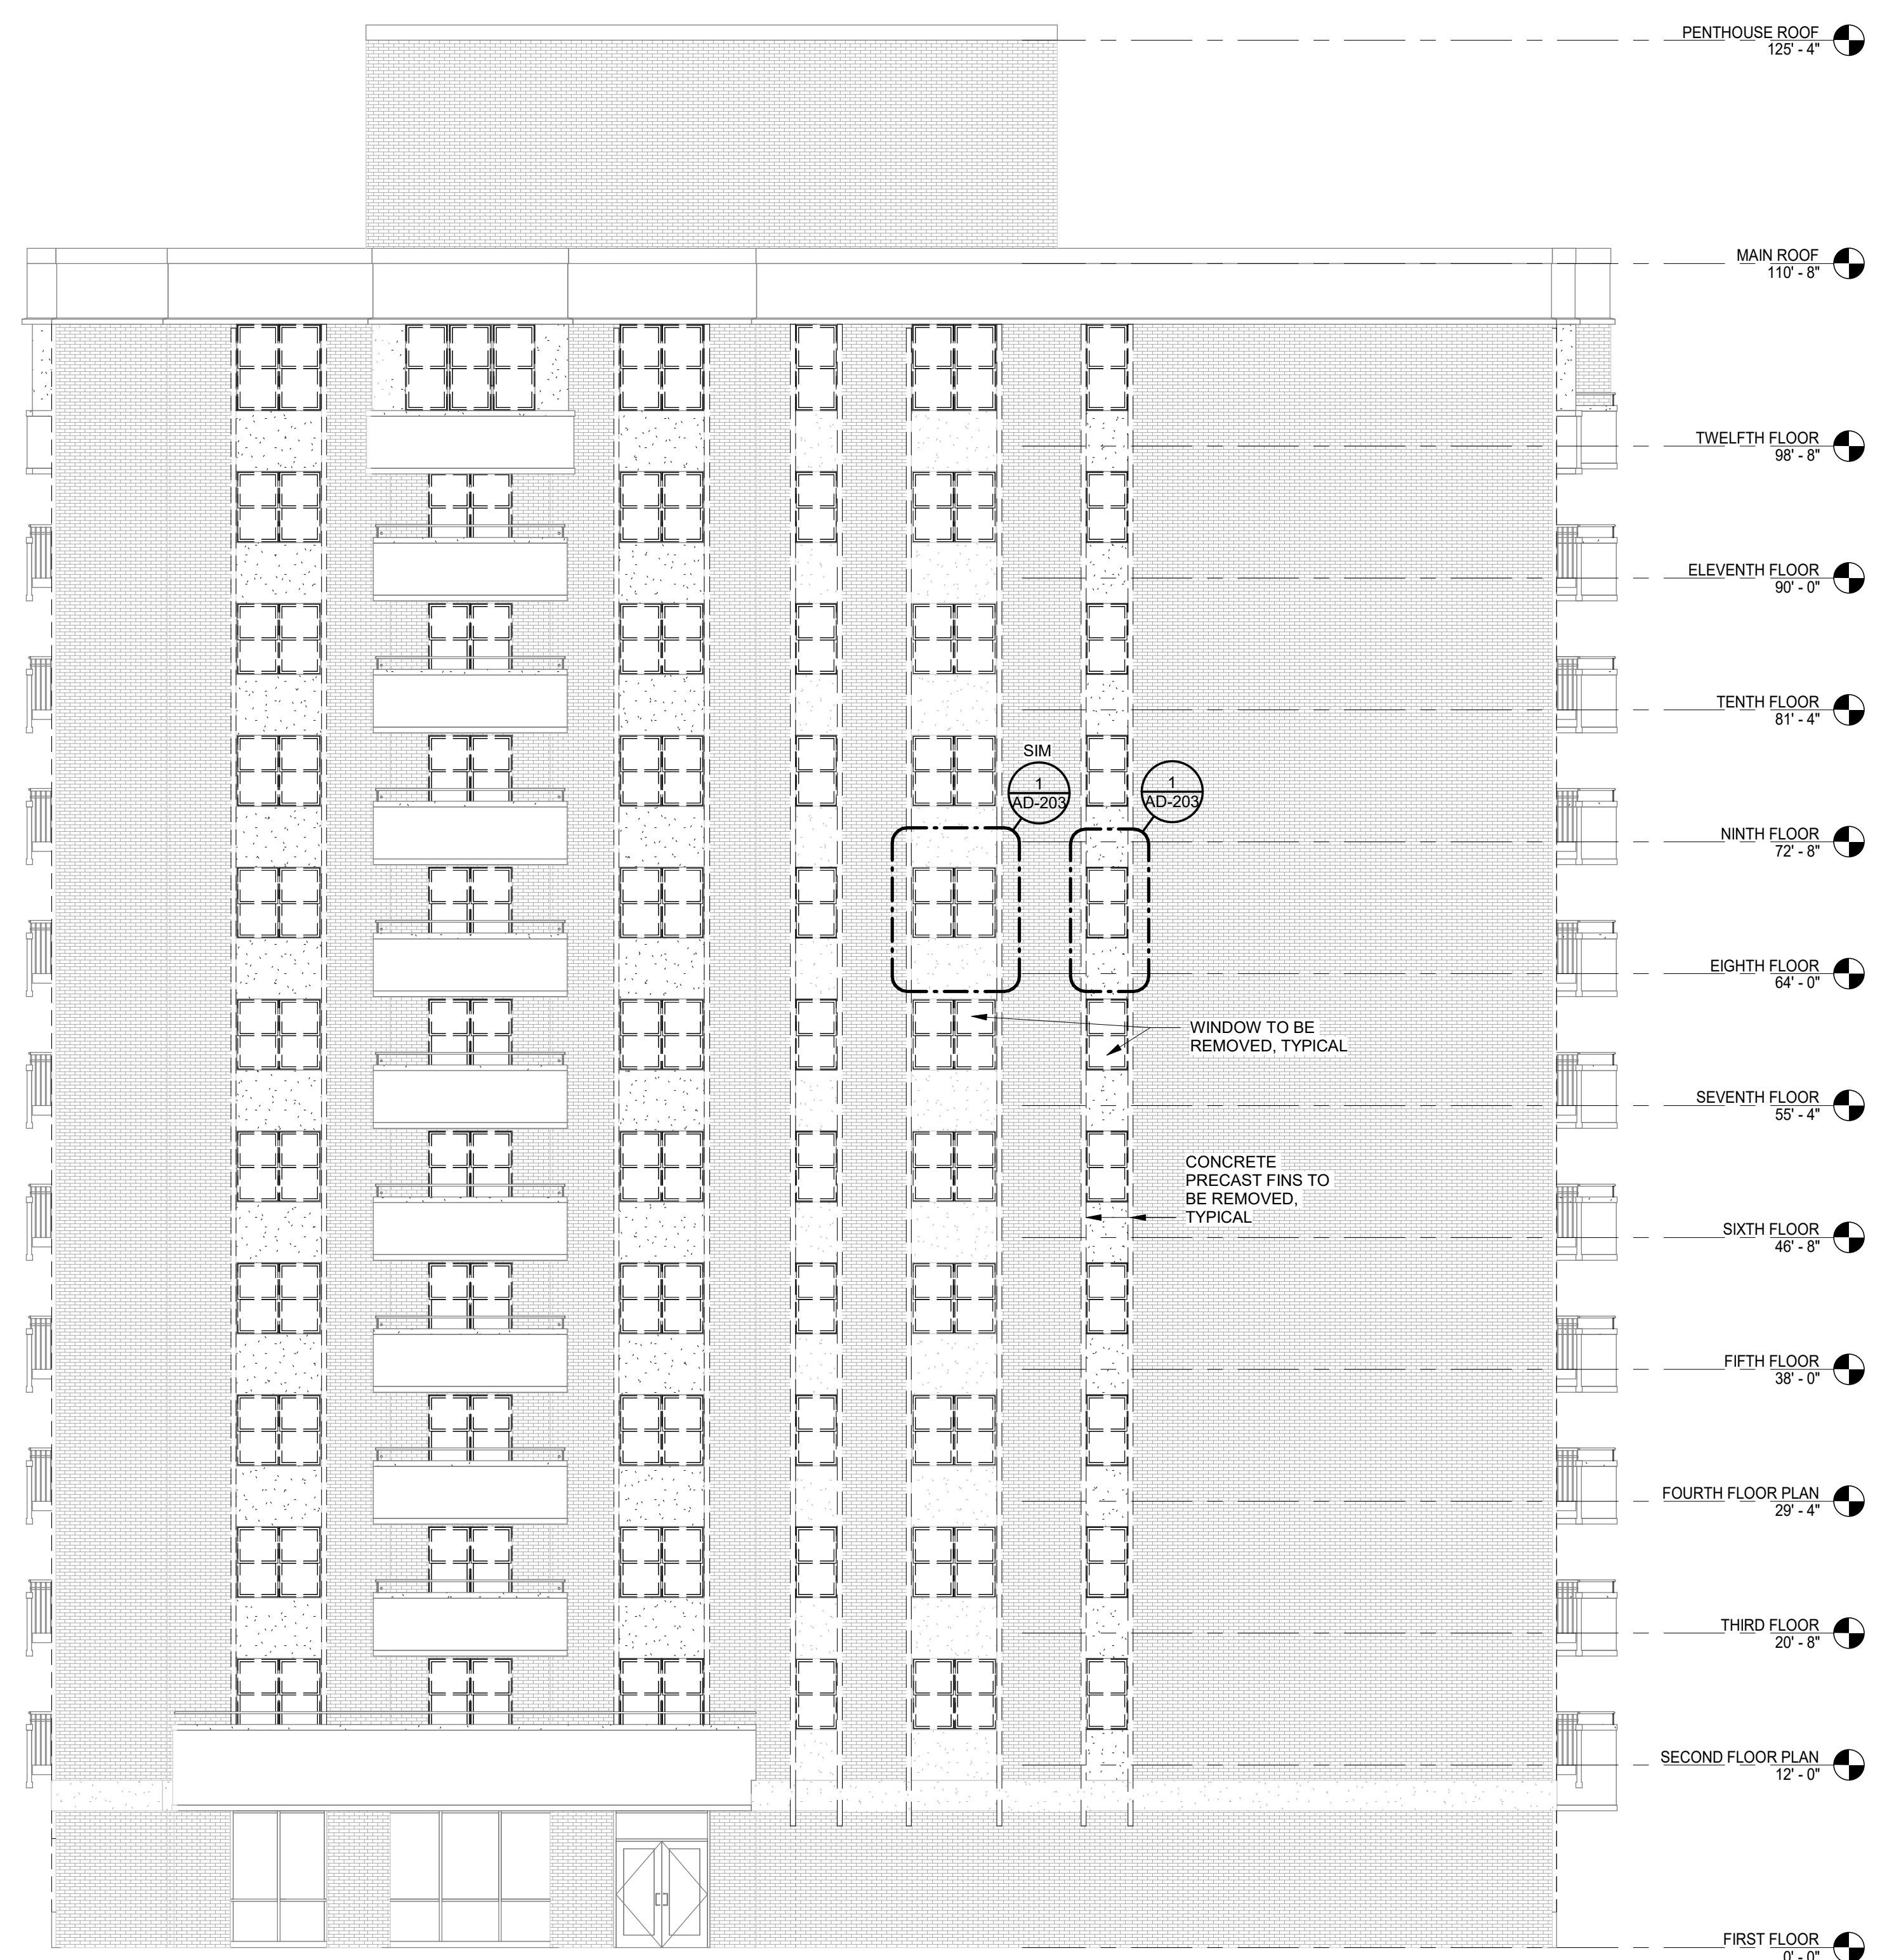 PENTHOUSE ROOF
125' - 4"
MAIN ROOF
110' - 8"
TWELFTH FLOOR
98' - 8"
ELEVENTH FLOOR
90' - 0"
TENTH FLOOR
81' - 4"
SIM
1
AD-203
1
AD-203
NINTH FLOOR
72' - 8"
EIGHTH FLOOR
64' - 0"
WINDOW TO BE
REMOVED, TYPICAL
SEVENTH FLOOR
55' - 4"
CONCRETE
PRECAST FINS TO
BE REMOVED,
TYPICAL
SIXTH FLOOR
46' - 8"
FIFTH FLOOR
38' - 0"
FOURTH FLOOR PLAN
29' - 4"
THIRD FLOOR
20' - 8"
SECOND FLOOR PLAN
12' - 0"
FIRST FLOOR
0' - 0"